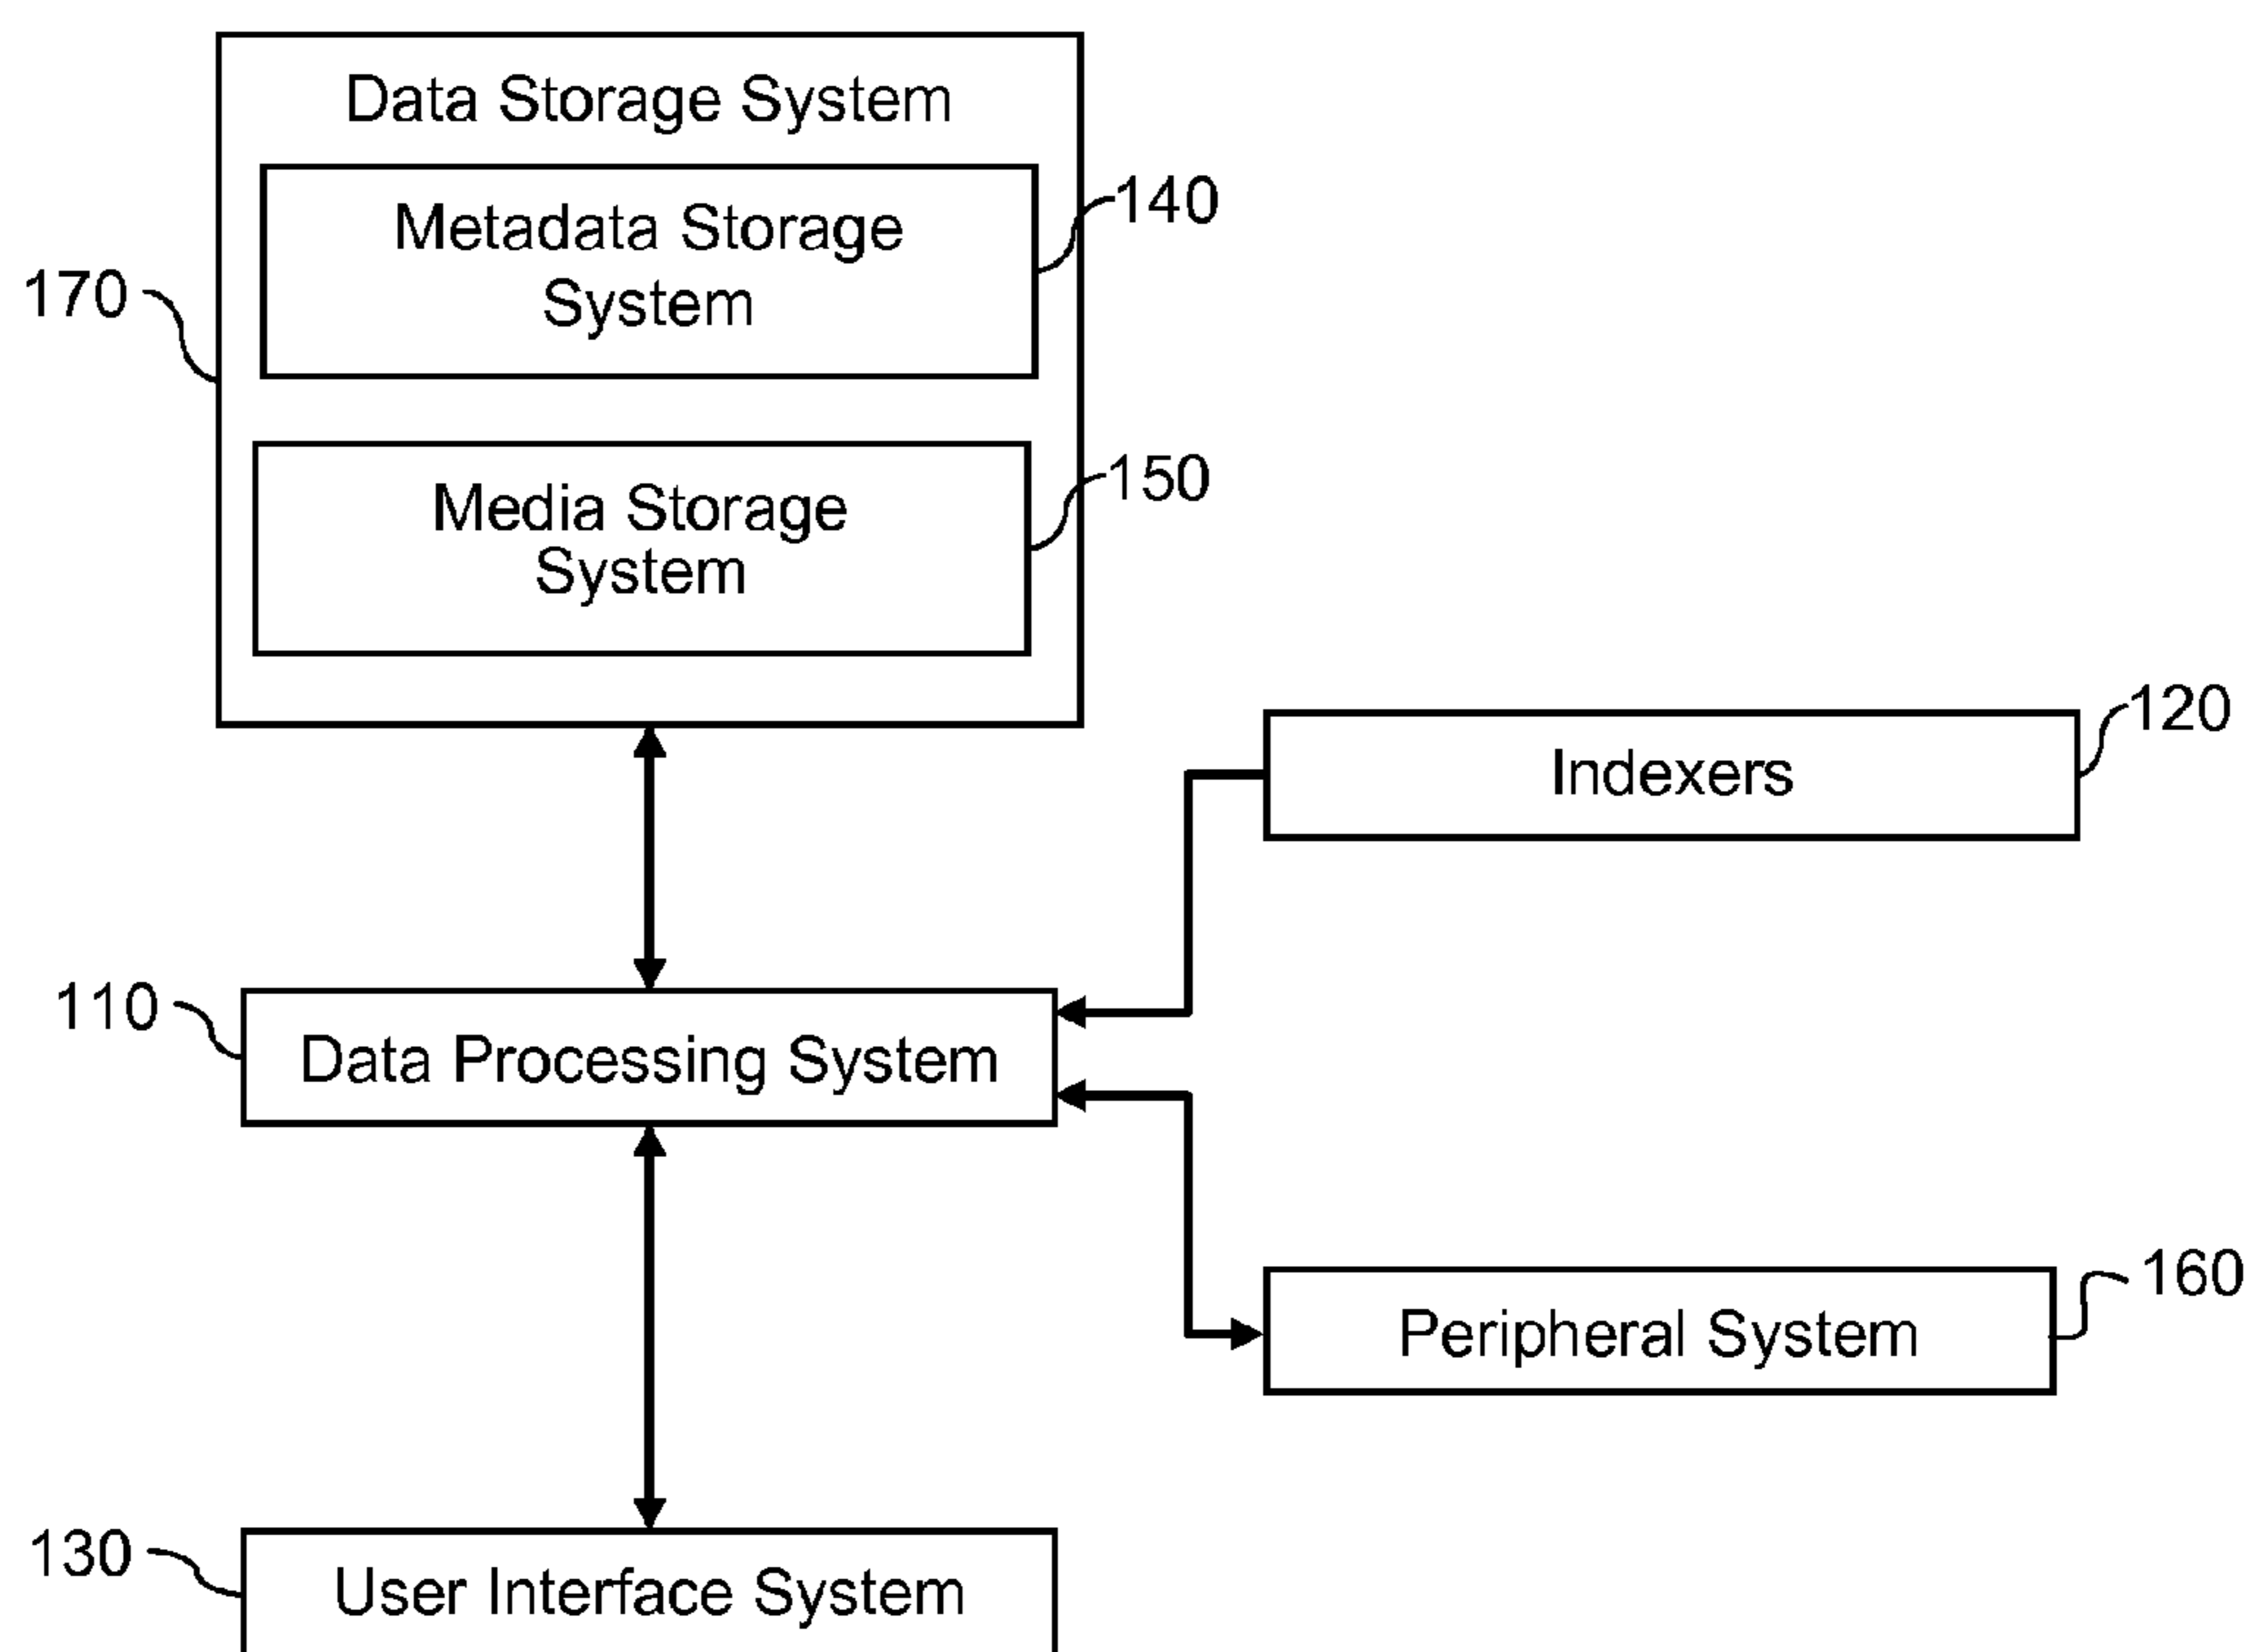 Data Storage System
140
Metadata Storage
System
170
150
Media Storage
System
120
Indexers
110
Data Processing System
160
Peripheral System
130
User Interface System